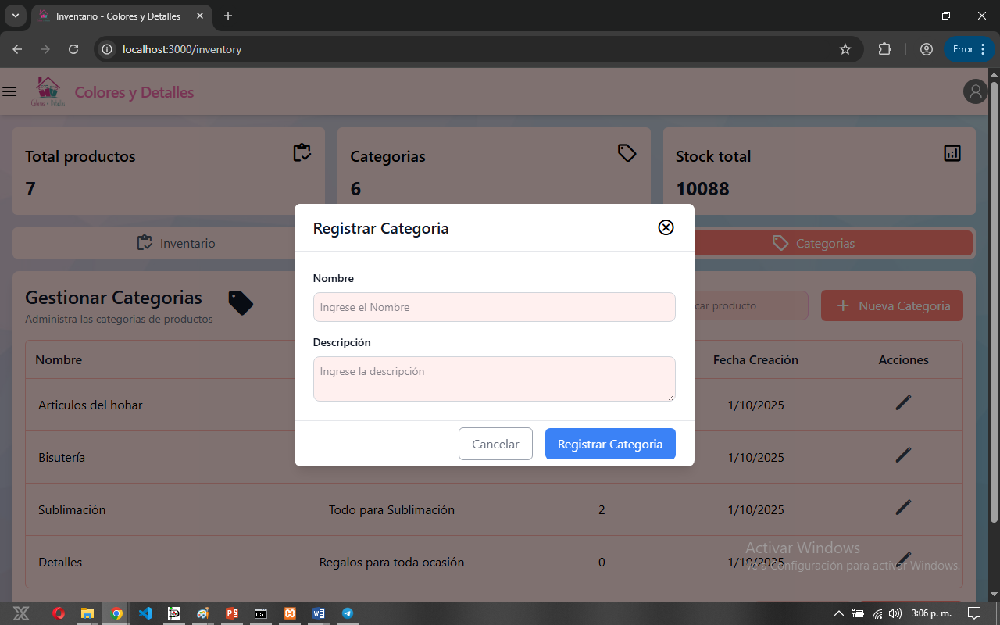 Inventario - Colores y Detalles
localhost:3000/inventory
Error
Colores y Detalles
Colores y Detalles
Total productos
7
Categorias
6
Stock total
10088
Inventario
Categorias
Gestionar Categorias
Administra las categorias de productos
car producto
Nueva Categoria
Registrar Categoria
Nombre
Ingrese el Nombre
Descripción
Ingrese la descripción
Cancelar
Registrar Categoria
Nombre
Fecha Creación
Acciones
Articulos del hohar
1/10/2025
Bisutería
1/10/2025
Sublimación
Todo para Sublimación
2
1/10/2025
Detalles
Regalos para toda ocasión
0
1/10/2025
Activar Windows
Ve a Configuración para activar Windows.
3:06 p. m.